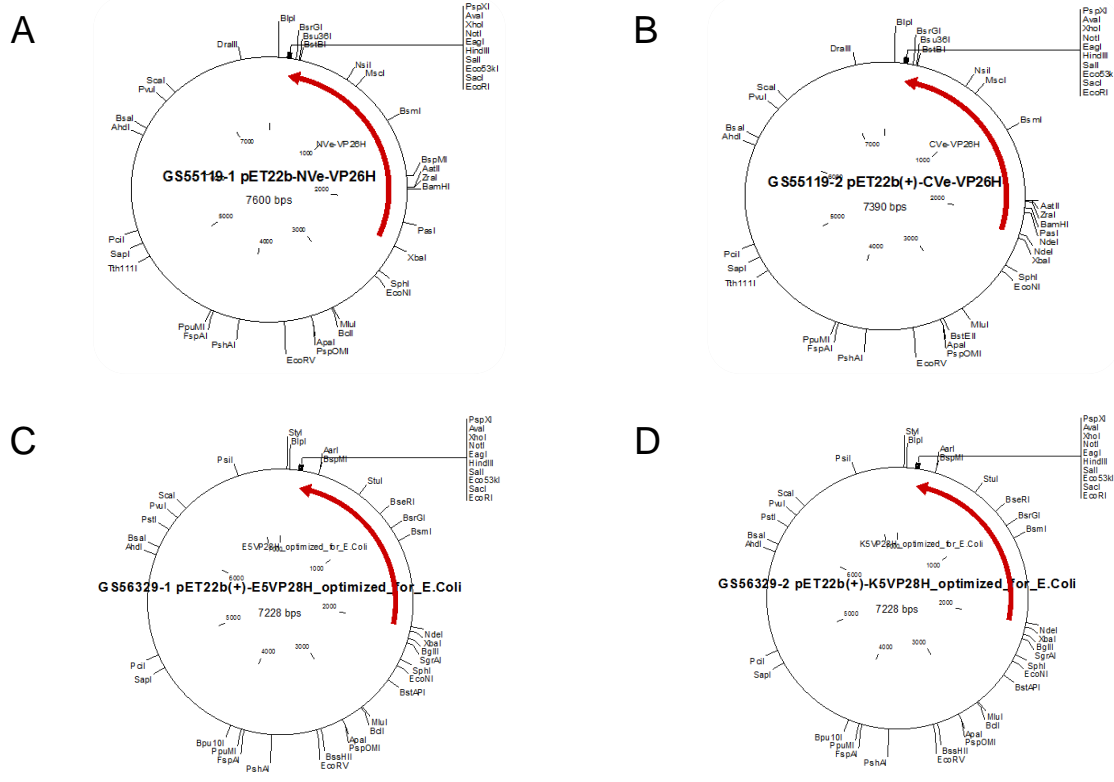 A
BlpI
BsrGI
Bsu36I
BstBI
PspXI
AvaI
XhoI
NotI
EagI
HindIII
SalI
Eco53kI
SacI
EcoRI
DraIII
NsiI
MscI
ScaI
PvuI
BsmI
BsaI
AhdI
7000
1000
NVe-VP26H
BspMI
AatII
ZraI
BamHI
GS55119-1 pET22b-NVe-VP26H
2000
7600 bps
5000
3000
4000
PasI
XbaI
PciI
SapI
Tth111I
SphI
EcoNI
MluI
BclI
PpuMI
FspAI
ApaI
PspOMI
PshAI
EcoRV
B
BlpI
BsrGI
Bsu36I
BstBI
PspXI
AvaI
XhoI
NotI
EagI
HindIII
SalI
Eco53k
SacI
EcoRI
DraIII
NsiI
MscI
ScaI
PvuI
BsmI
BsaI
AhdI
7000
1000
CVe-VP26H
GS55119-2 pET22b(+)-CVe-VP26H
7390 bps
2000
5000
3000
4000
AatII
ZraI
BamHI
PasI
NdeI
NdeI
XbaI
PciI
SapI
Tth111I
SphI
EcoNI
MluI
BstEII
ApaI
PspOMI
PpuMI
FspAI
PshAI
EcoRV
C
StyI
BlpI
AarI
BspMI
PspXI
AvaI
XhoI
NotI
EagI
HindIII
SalI
Eco53kI
SacI
EcoRI
PsiI
StuI
ScaI
PvuI
PstI
BseRI
BsrGI
BsmI
BsaI
AhdI
E5VP28H_optimized_for_E.Coli
1000
6000
GS56329-1 pET22b(+)-E5VP28H_optimized_for_E.Coli
7228 bps
2000
5000
3000
4000
NdeI
XbaI
BglII
SgrAI
SphI
EcoNI
BstAPI
PciI
SapI
MluI
BclI
ApaI
PspOMI
Bpu10I
PpuMI
FspAI
PshAI
BssHII
EcoRV
D
StyI
BlpI
AarI
BspMI
PspXI
AvaI
XhoI
NotI
EagI
HindIII
SalI
Eco53kI
SacI
EcoRI
PsiI
StuI
ScaI
PvuI
PstI
BseRI
BsrGI
BsmI
BsaI
AhdI
K5VP28H_optimized_for_E.Coli
1000
6000
GS56329-2 pET22b(+)-K5VP28H_optimized_for_E.Coli
7228 bps
2000
5000
3000
4000
NdeI
XbaI
BglII
SgrAI
SphI
EcoNI
BstAPI
PciI
SapI
MluI
BclI
ApaI
PspOMI
Bpu10I
PpuMI
FspAI
PshAI
BssHII
EcoRV